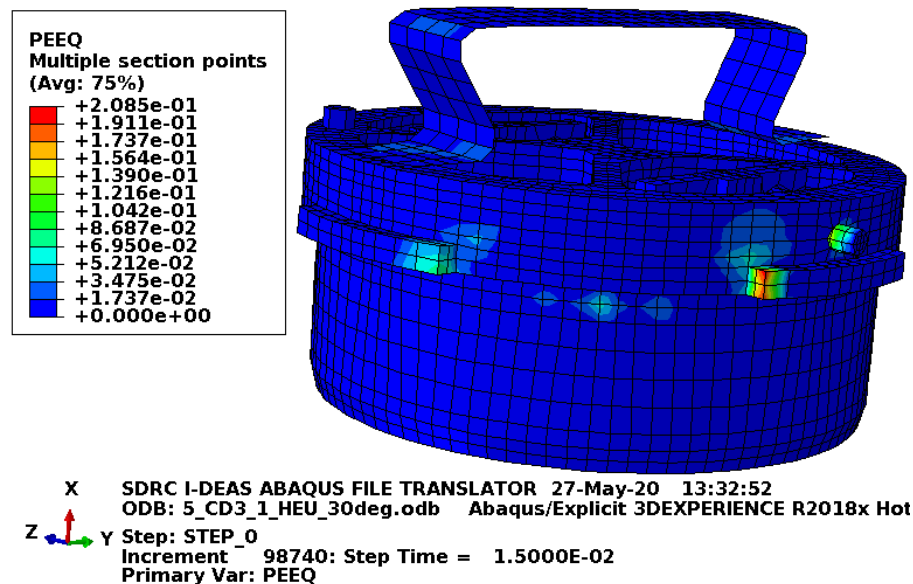 PEEQ
Multiple section points
(Avg: 75%)
+2.085e-01
+1.911e-01
+1.737e-01
+1.564e-01
+1.390e-01
+1.216e-01
+1.042e-01
+8.687e-02
+6.950e-02
+5.212e-02
+3.475e-02
+1.737e-02
+0.000e+00
X
Z
Y
SDRC I-DEAS ABAQUS FILE TRANSLATOR 27-May-20 13:32:52
ODB: 5_CD3_1_HEU_30deg.odb Abaqus/Explicit 3DEXPERIENCE R2018x Hot
Step: STEP_0
Increment 98740: Step Time = 1.5000E-02
Primary Var: PEEQ